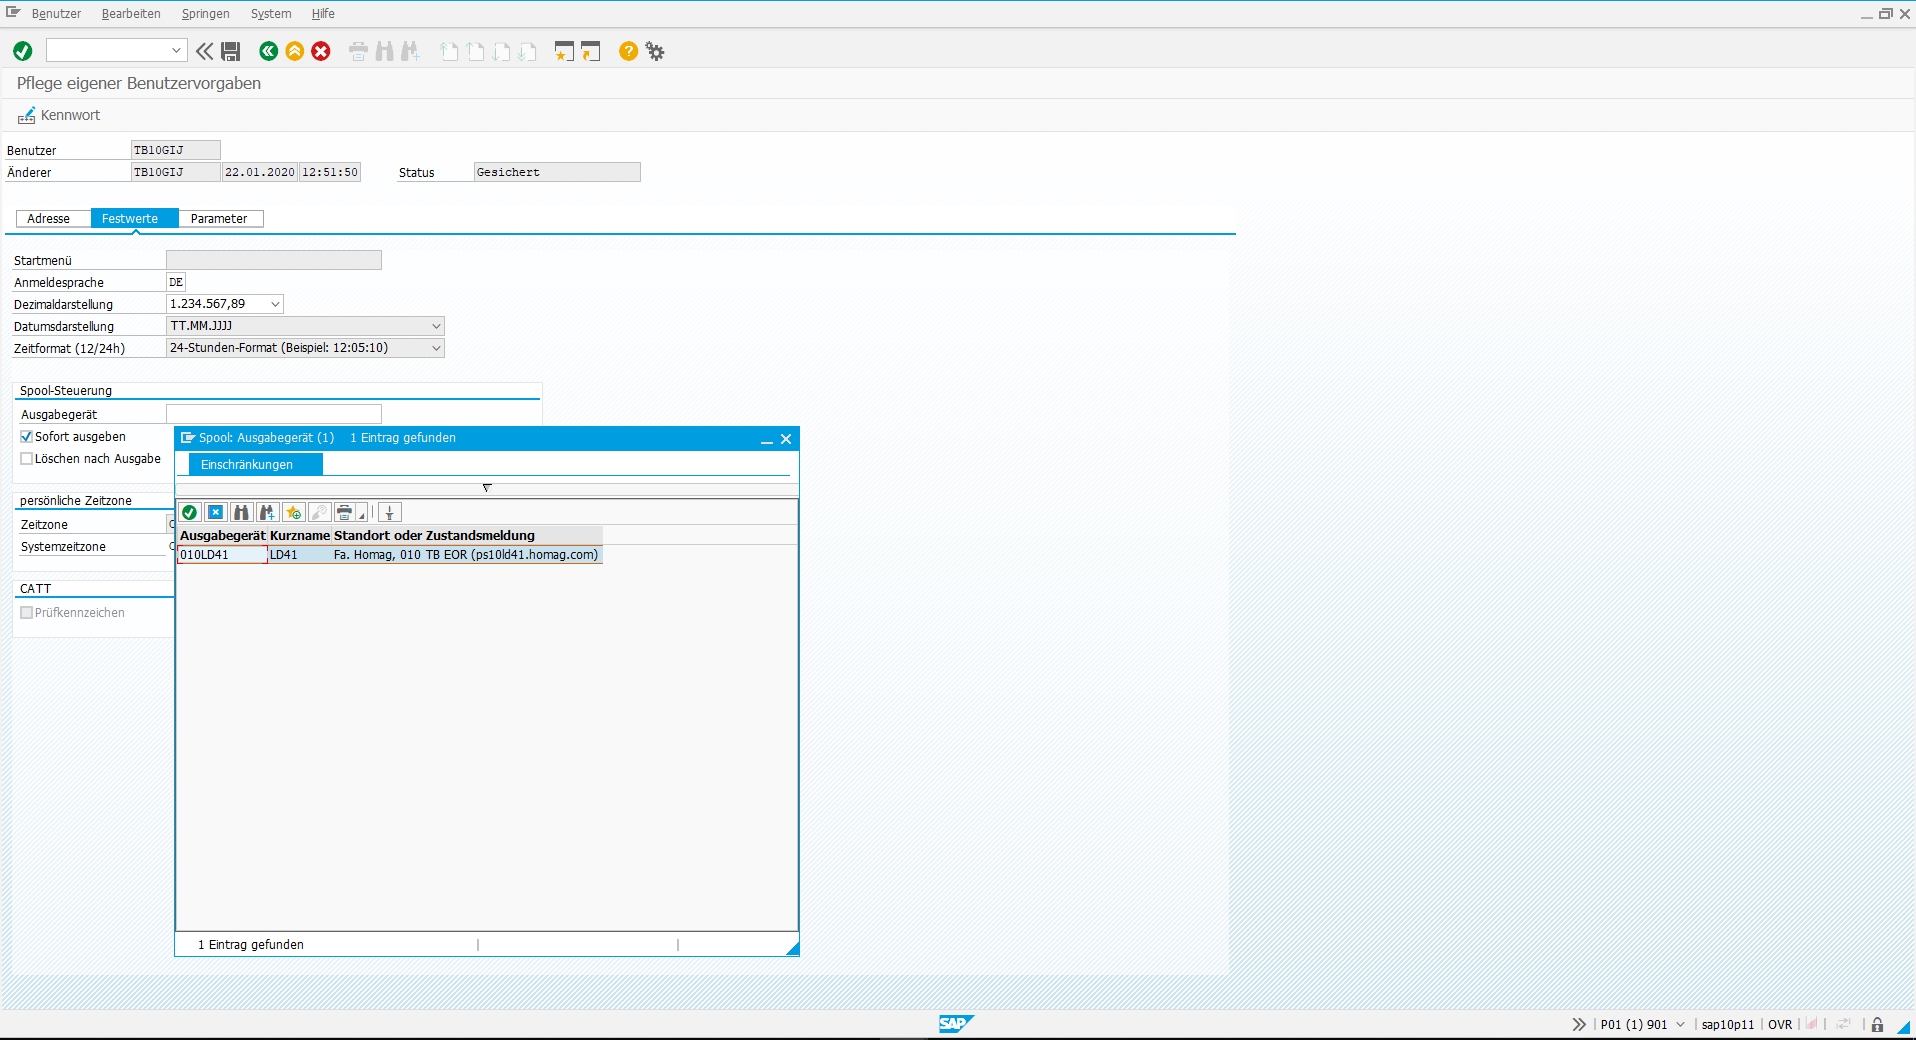 Benutzer Bearbeiten Springen System Hilfe
Pflege eigener Benutzervorgaben
Kennwort
Benutzer TB10GIJ
Änderer TB10GIJ 22.01.2020 12:51:50 Status Gesichert
Adresse Festwerte Parameter
Startmenü
Anmeldesprache DE
Dezimaldarstellung 1.234.567,89
Datumsdarstellung TT.MM.JJJJ
Zeitformat (12/24h) 24-Stunden-Format (Beispiel: 12:05:10)
Spool-Steuerung
Ausgabegerät
Sofort ausgeben
Löschen nach Ausgabe
persönliche Zeitzone
Zeitzone
Systemzeitzone
CATT
Prüfkennzeichen
Spool: Ausgabegerät (1) 1 Eintrag gefunden
Einschränkungen
Ausgabegerät Kurzname Standort oder Zustandsmeldung
010LD41 LD41 Fa. Homag, 010 TB EOR (ps10ld41.homag.com)
1 Eintrag gefunden
SAP
P01 (1) 901 sap10p11 OVR